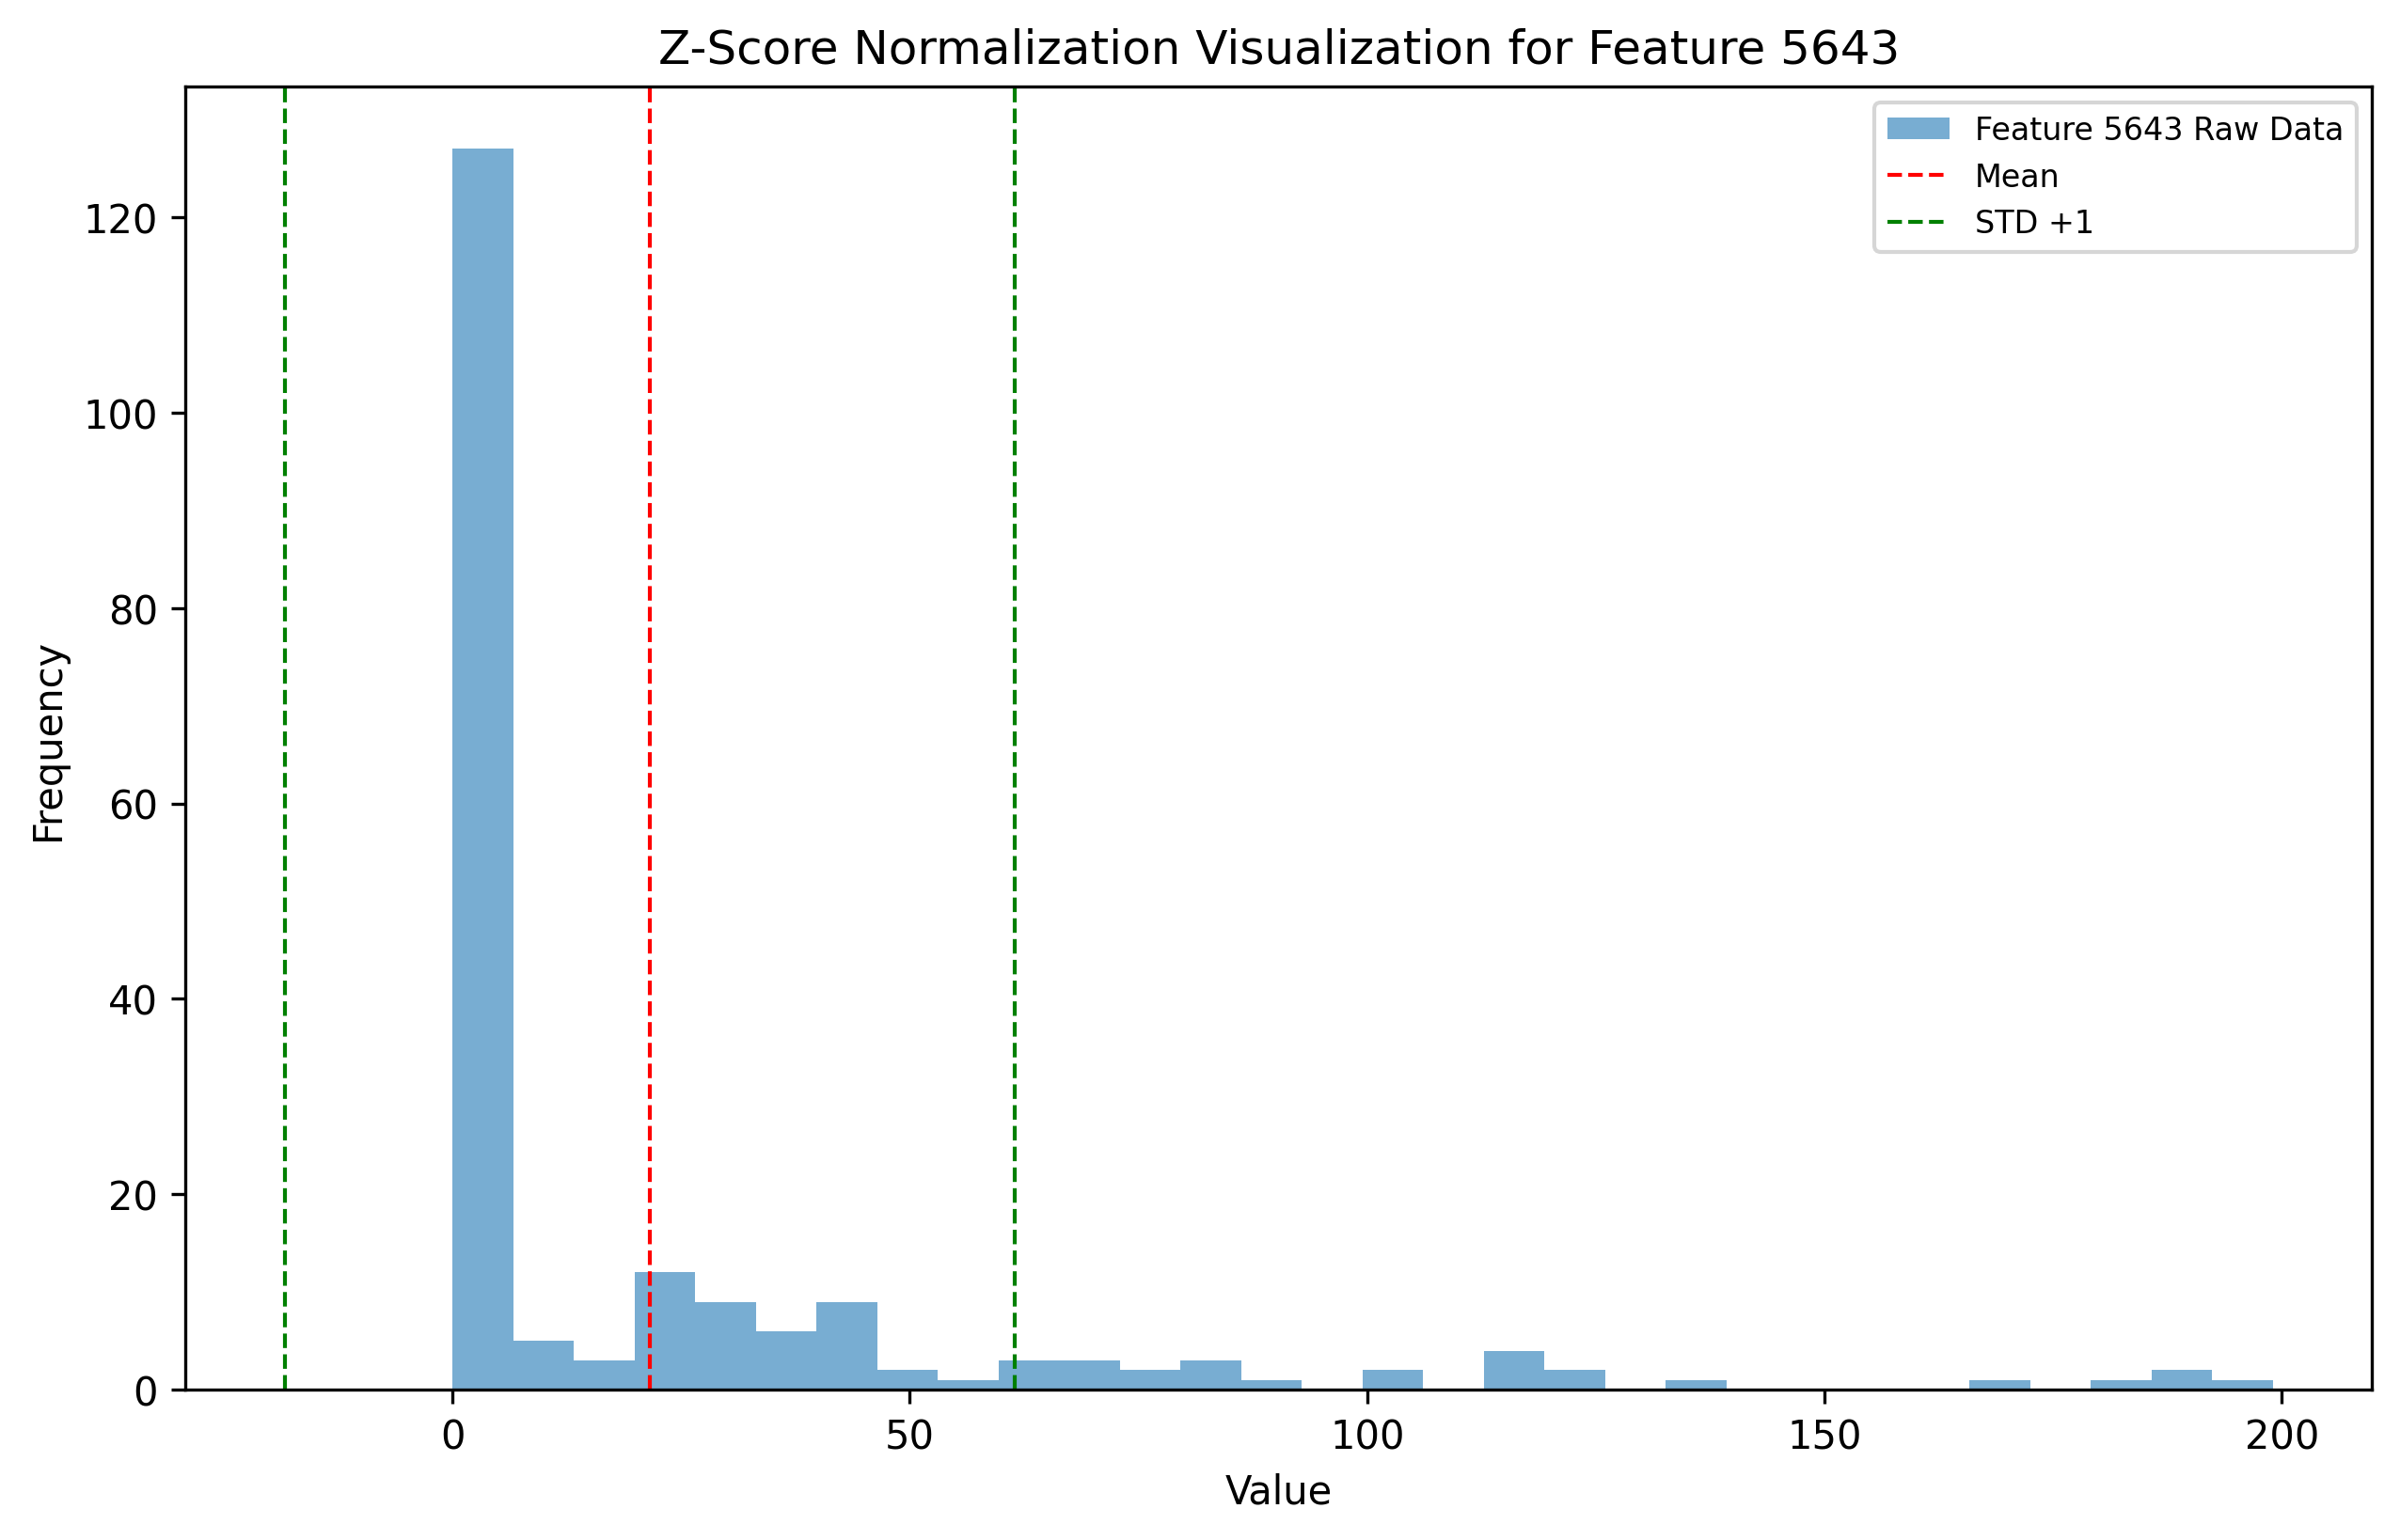 Z-Score Normalization Visualization for Feature 5643
Feature 5643 Raw Data
Mean
STD +1
120
100
80
60
40
20
0
Frequency
0 50 100 150 200
Value